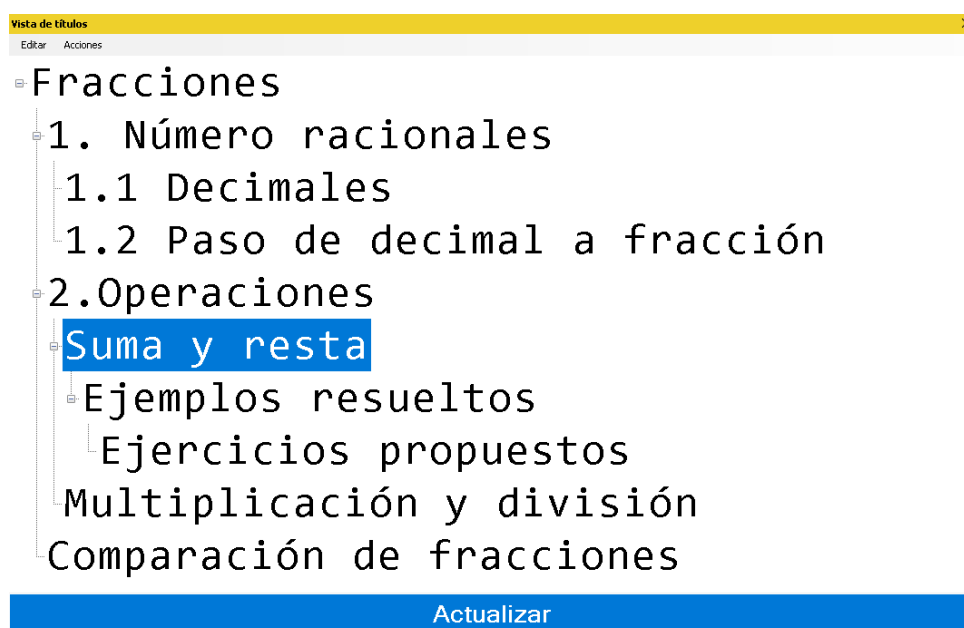 Vista de títulos
Editar Acciones
Fracciones
1. Número racionales
1.1 Decimales
1.2 Paso de decimal a fracción
2.Operaciones
Suma y resta
Ejemplos resueltos
Ejercicios propuestos
Multiplicación y división
Comparación de fracciones
Actualizar